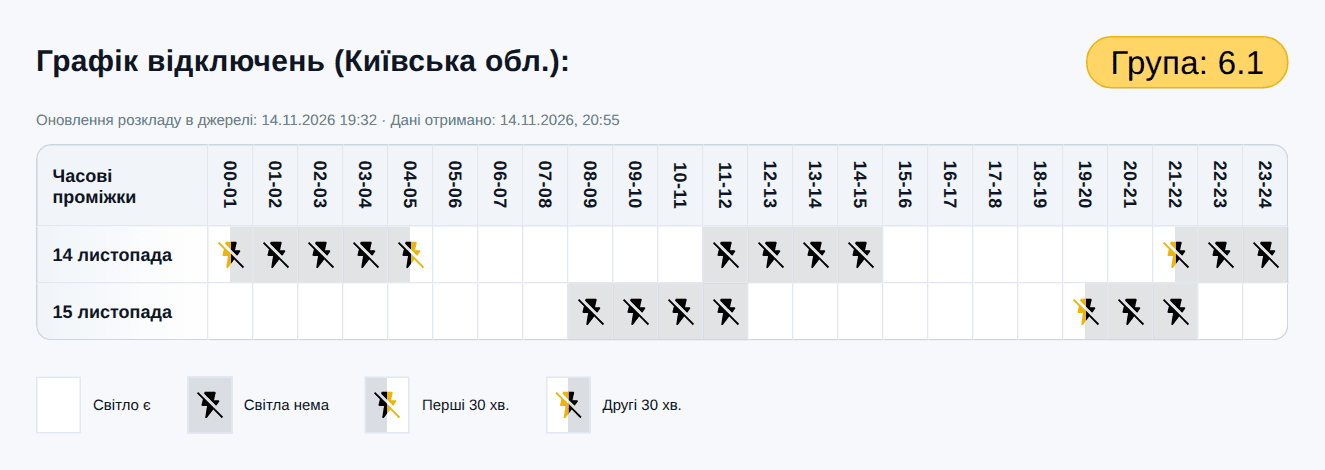 Графік відключень (Київська обл.):
Група: 6.1
Оновлення розкладу в джерелі: 14.11.2026 19:32 · Дані отримано: 14.11.2026, 20:55
Часові
проміжки
00-01
01-02
02-03
03-04
04-05
05-06
06-07
07-08
08-09
09-10
10-11
11-12
12-13
13-14
14-15
15-16
16-17
17-18
18-19
19-20
20-21
21-22
22-23
23-24
14 листопада
15 листопада
Світло є
Світла нема
Перші 30 хв.
Другі 30 хв.